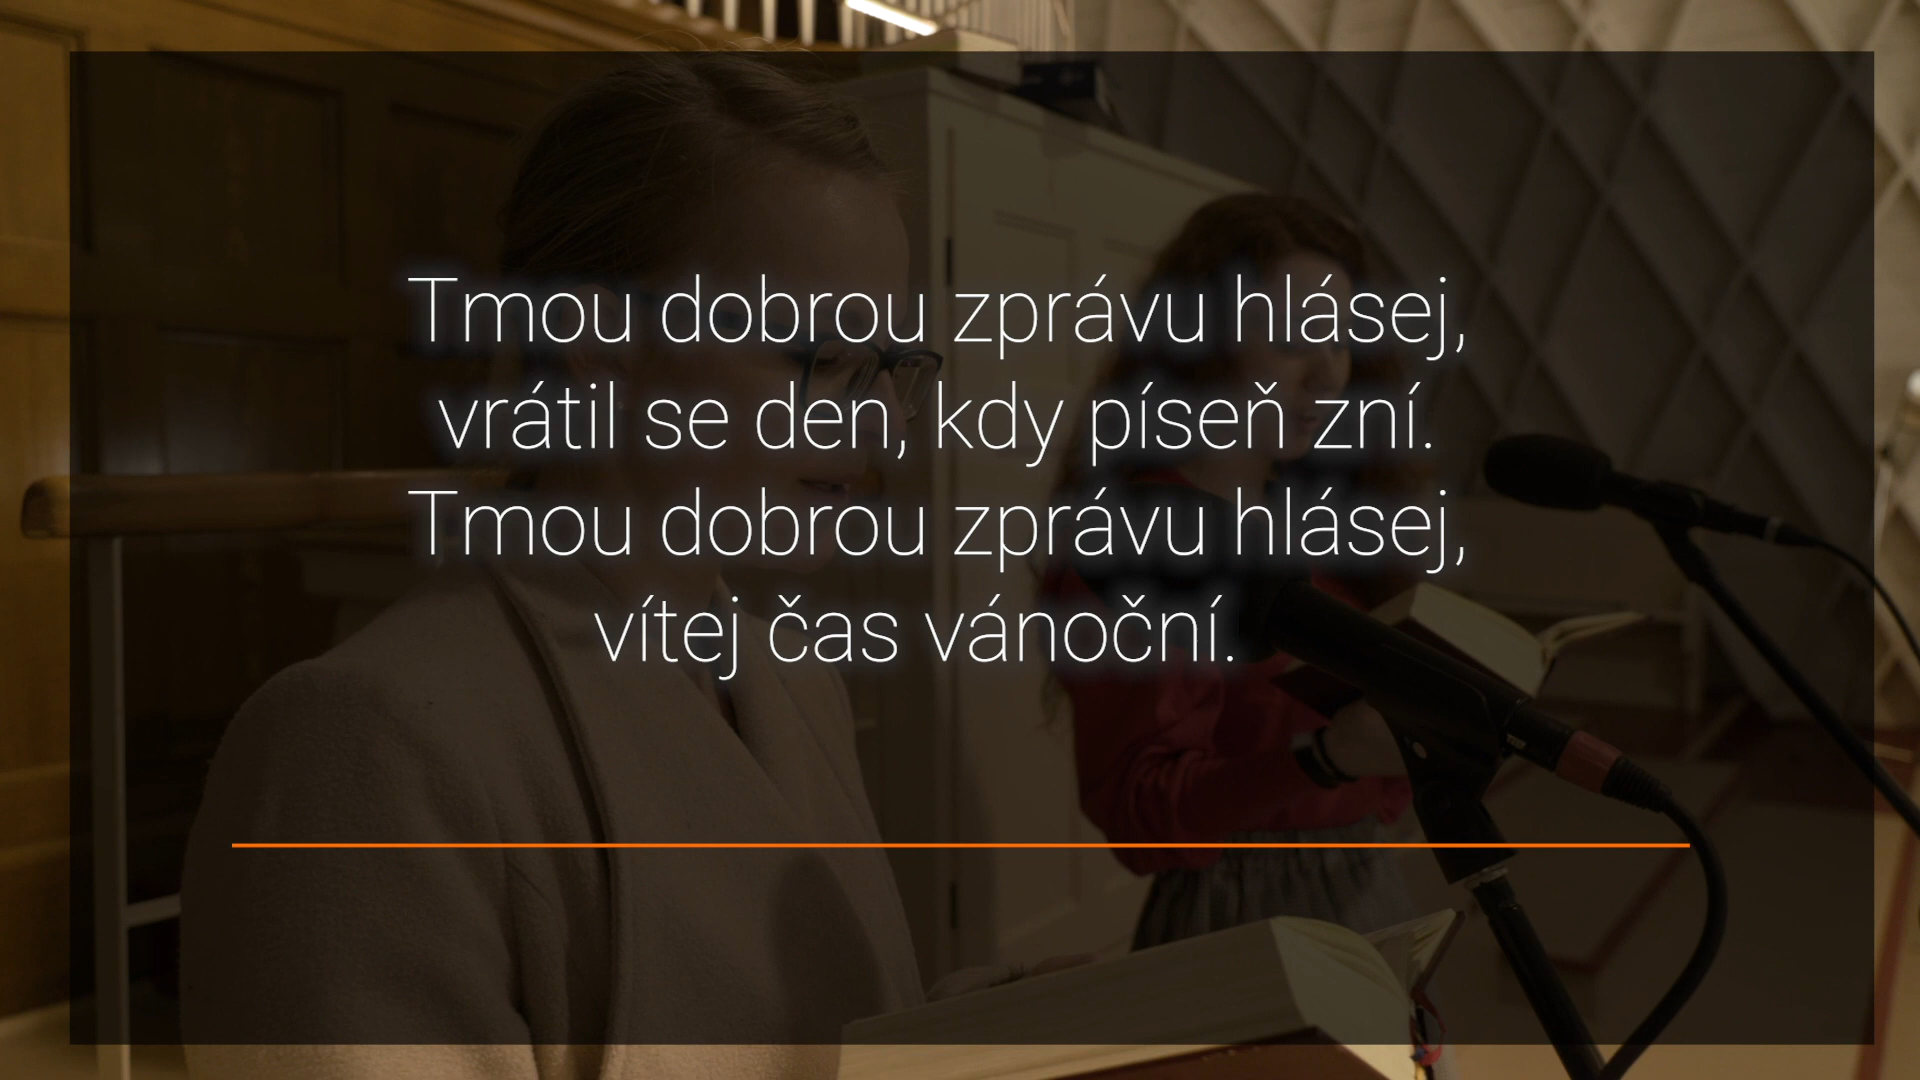 Tmou dobrou zprávu hlásej,
vrátil se den, kdy píseň zní.
Tmou dobrou zprávu hlásej,
vítej čas vánoční.